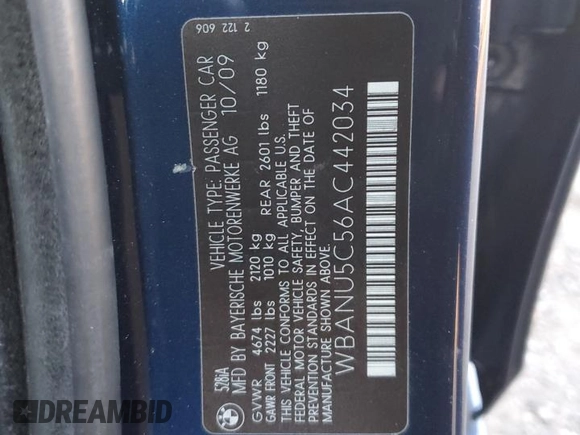 2 122 606
528IA
VEHICLE TYPE: PASSENGER CAR
MFD BY BAYERISCHE MOTORENWERKE AG 10/09
GVWR 4674 lbs 2120 kg
GAWR FRONT 2227 lbs 1010 kg REAR 2601 lbs 1180 kg
THIS VEHICLE CONFORMS TO ALL APPLICABLE U.S.
FEDERAL MOTOR VEHICLE SAFETY, BUMPER AND THEFT
PREVENTION STANDARDS IN EFFECT ON THE DATE OF
MANUFACTURE SHOWN ABOVE.
WBANU5C56AC442034
DREAMBID